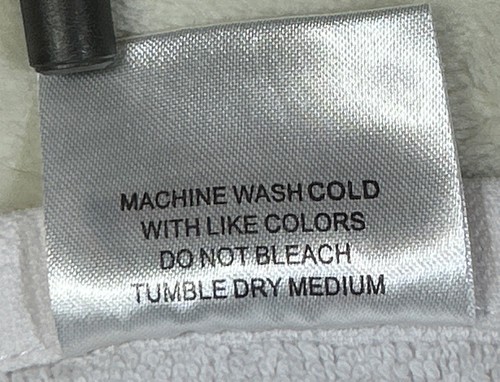 MACHINE WASH COLD
WITH LIKE COLORS
DO NOT BLEACH
TUMBLE DRY MEDIUM